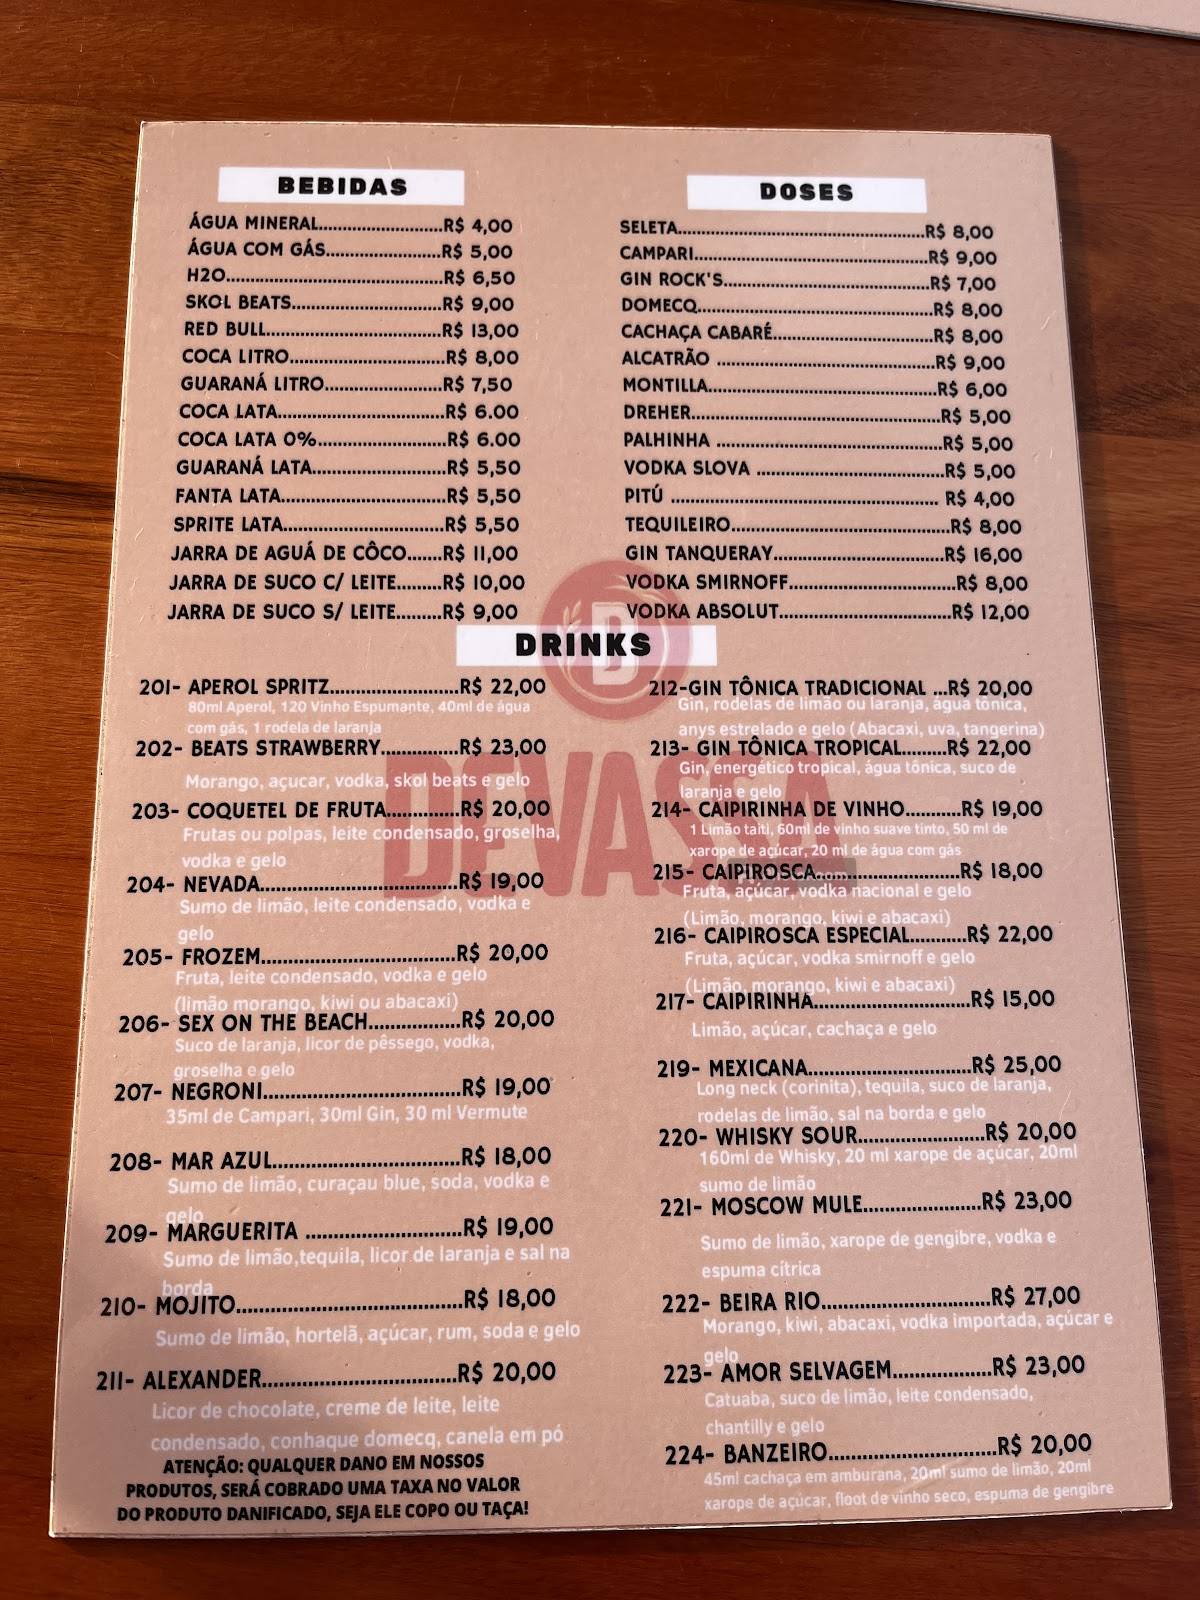 BEBIDAS
ÁGUA MINERAL..........................R$ 4,00
ÁGUA COM GÁS........................R$ 5,00
H2O..............................................R$ 6,50
SKOL BEATS................................R$ 9,00
RED BULL.....................................R$ 13,00
COCA LITRO.................................R$ 8,00
GUARANÁ LITRO.........................R$ 7,50
COCA LATA...................................R$ 6.00
COCA LATA 0%...........................R$ 6.00
GUARANÁ LATA............................R$ 5,50
FANTA LATA...................................R$ 5,50
SPRITE LATA..................................R$ 5,50
JARRA DE AGUÁ DE CÔCO.......R$ 11,00
JARRA DE SUCO C/ LEITE.........R$ 10,00
JARRA DE SUCO S/ LEITE.........R$ 9,00
DOSES
SELETA....................................................R$ 8,00
CAMPARI.................................................R$ 9,00
GIN ROCK'S............................................R$ 7,00
DOMECQ..................................................R$ 8,00
CACHAÇA CABARÉ..................................R$ 8,00
ALCATRÃO ..............................................R$ 9,00
MONTILLA................................................R$ 6,00
DREHER.....................................................R$ 5,00
PALHINHA ................................................R$ 5,00
VODKA SLOVA ........................................R$ 5,00
PITÚ ......................................................... R$ 4,00
TEQUILEIRO..............................................R$ 8,00
GIN TANQUERAY....................................R$ 16,00
VODKA SMIRNOFF...................................R$ 8,00
VODKA ABSOLUT.....................................R$ 12,00
B
DEVASSA
DRINKS
201- APEROL SPRITZ..........................R$ 22,00
80ml Aperol, 120 Vinho Espumante, 40ml de água
com gás, 1 rodela de laranja
202- BEATS STRAWBERRY...............R$ 23,00
Morango, açucar, vodka, skol beats e gelo
203- COQUETEL DE FRUTA..............R$ 20,00
Frutas ou polpas, leite condensado, groselha,
vodka e gelo
204- NEVADA.......................................R$ 19,00
Sumo de limão, leite condensado, vodka e
gelo
205- FROZEM......................................R$ 20,00
Fruta, leite condensado, vodka e gelo
(limão morango, kiwi ou abacaxi)
206- SEX ON THE BEACH..................R$ 20,00
Suco de laranja, licor de pêssego, vodka,
groselha e gelo
207- NEGRONI.......................................R$ 19,00
35ml de Campari, 30ml Gin, 30 ml Vermute
208- MAR AZUL....................................R$ 18,00
Sumo de limão, curaçau blue, soda, vodka e
gelo
209- MARGUERITA ..............................R$ 19,00
Sumo de limão,tequila, licor de laranja e sal na
borda
210- MOJITO...........................................R$ 18,00
Sumo de limão, hortelã, açúcar, rum, soda e gelo
211- ALEXANDER.....................................R$ 20,00
Licor de chocolate, creme de leite, leite
condensado, conhaque domecq, canela em pó
ATENÇÃO: QUALQUER DANO EM NOSSOS
PRODUTOS, SERÁ COBRADO UMA TAXA NO VALOR
DO PRODUTO DANIFICADO, SEJA ELE COPO OU TAÇA!
212-GIN TÔNICA TRADICIONAL ...R$ 20,00
Gin, rodelas de limão ou laranja, água tônica,
anys estrelado e gelo (Abacaxi, uva, tangerina)
213- GIN TÔNICA TROPICAL.........R$ 22,00
Gin, energético tropical, água tônica, suco de
laranja e gelo
214- CAIPIRINHA DE VINHO...........R$ 19,00
1 Limão taiti, 60ml de vinho suave tinto, 50 ml de
xarope de açúcar, 20 ml de água com gás
215- CAIPIROSCA............................R$ 18,00
Fruta, açúcar, vodka nacional e gelo
(Limão, morango, kiwi e abacaxi)
216- CAIPIROSCA ESPECIAL..........R$ 22,00
Fruta, açúcar, vodka smirnoff e gelo
(Limão, morango, kiwi e abacaxi)
217- CAIPIRINHA...............................R$ 15,00
Limão, açúcar, cachaça e gelo
219- MEXICANA.................................R$ 25,00
Long neck (corinita), tequila, suco de laranja,
rodelas de limão, sal na borda e gelo
220- WHISKY SOUR.........................R$ 20,00
160ml de Whisky, 20 ml xarope de açúcar, 20ml
sumo de limão
221- MOSCOW MULE.......................R$ 23,00
Sumo de limão, xarope de gengibre, vodka e
espuma cítrica
222- BEIRA RIO.................................R$ 27,00
Morango, kiwi, abacaxi, vodka importada, açúcar e
gelo
223- AMOR SELVAGEM...................R$ 23,00
Catuaba, suco de limão, leite condensado,
chantilly e gelo
224- BANZEIRO................................R$ 20,00
45ml cachaça em amburana, 20ml sumo de limão, 20ml
xarope de açúcar, floot de vinho seco, espuma de gengibre